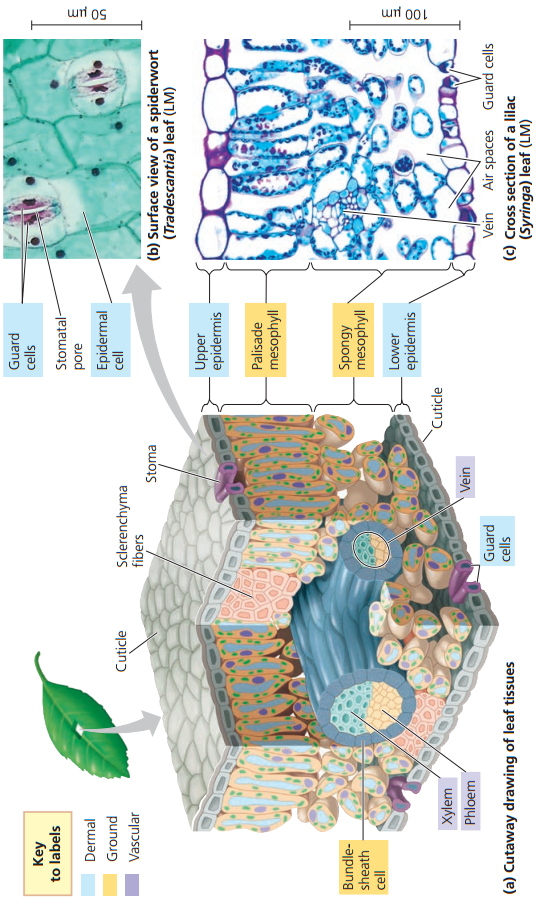 Key
to labels
Dermal
Ground
Vascular
Cuticle
Sclerenchyma
fibers
Stoma
Bundle-
sheath
cell
Xylem
Phloem
Guard
cells
Vein
Cuticle
(a) Cutaway drawing of leaf tissues
Guard
cells
Stomatal
pore
Epidermal
cell
50 µm
(b) Surface view of a spiderwort
(Tradescantia) leaf (LM)
Upper
epidermis
Palisade
mesophyll
Spongy
mesophyll
Lower
epidermis
100 µm
Vein
Air spaces
Guard cells
(c) Cross section of a lilac
(Syringa) leaf (LM)